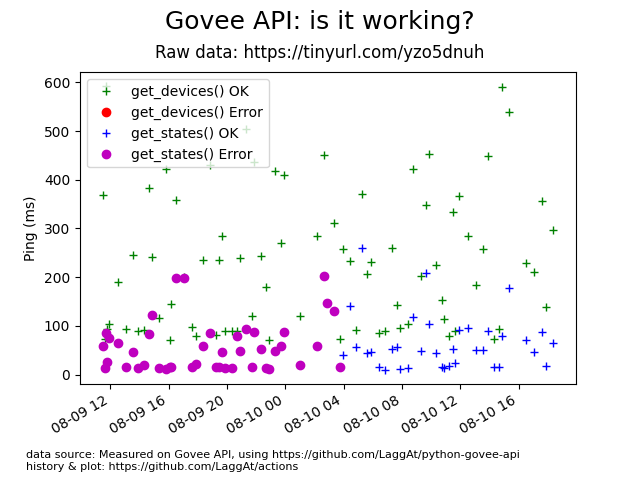 Govee API: is it working?
Raw data: https://tinyurl.com/yzo5dnuh
get_devices() OK
get_devices() Error
get_states() OK
get_states() Error
600
500
400
300
200
100
0
Ping (ms)
08-09 12
08-09 16
08-09 20
08-10 00
08-10 04
08-10 08
08-10 12
08-10 16
data source: Measured on Govee API, using https://github.com/LaggAt/python-govee-api
history & plot: https://github.com/LaggAt/actions